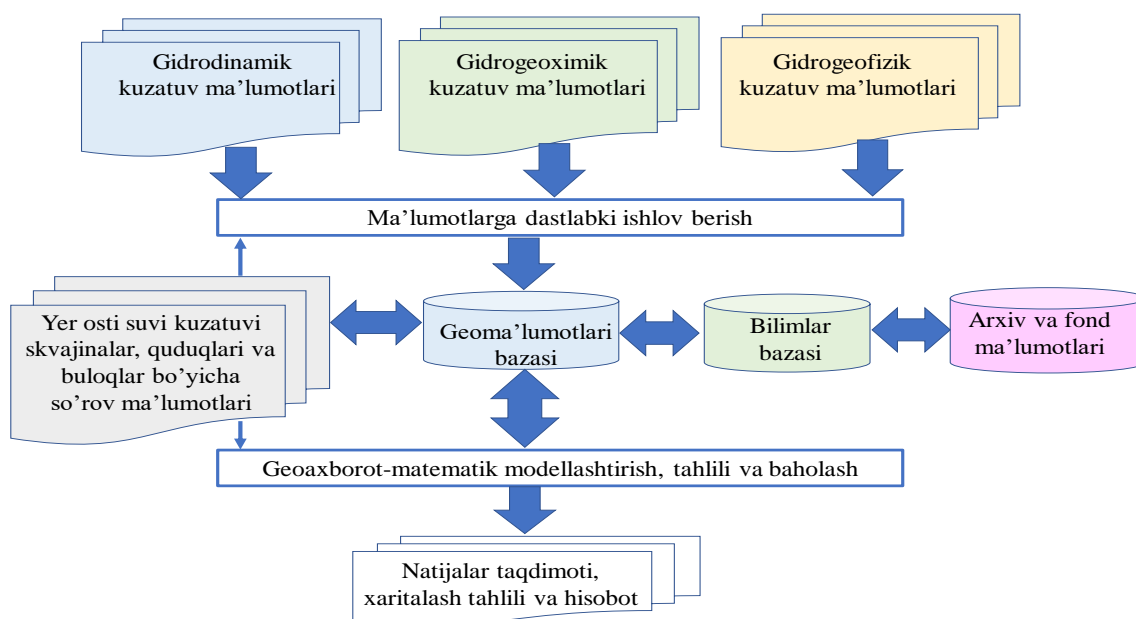 Gidrodinamik
kuzatuv ma’lumotlari
Gidrogeoximik
kuzatuv ma’lumotlari
Gidrogeofizik
kuzatuv ma’lumotlari
Ma’lumotlarga dastlabki ishlov berish
Yer osti suvi kuzatuvi
skvajinalar, quduqlari va
buloqlar bo’yicha
so’rov ma’lumotlari
Geoma’lumotlari
bazasi
Bilimlar
bazasi
Arxiv va fond
ma’lumotlari
Geoaxborot-matematik modellashtirish, tahlili va baholash
Natijalar taqdimoti,
xaritalash tahlili va hisobot